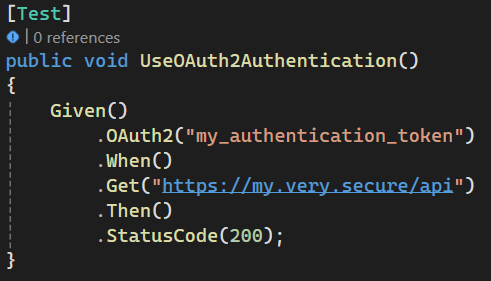 [Test]
| 0 references
public void UseOAuth2Authentication()
{
    Given()
        .OAuth2("my_authentication_token")
        .When()
        .Get("https://my.very.secure/api")
        .Then()
        .StatusCode(200);
}